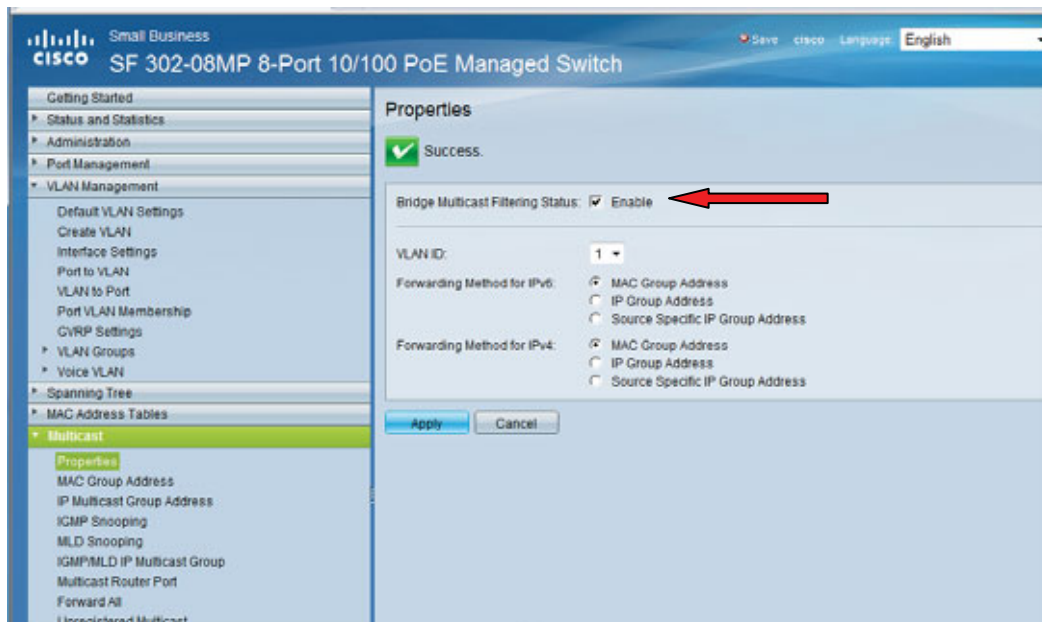 Small Business
CISCO SF 302-08MP 8-Port 10/100 PoE Managed Switch
Save cisco Language: English
Getting Started
Status and Statistics
Administration
Port Management
VLAN Management
Default VLAN Settings
Create VLAN
Interface Settings
Port to VLAN
VLAN to Port
Port VLAN Membership
GVRP Settings
VLAN Groups
Voice VLAN
Spanning Tree
MAC Address Tables
Multicast
Properties
MAC Group Address
IP Multicast Group Address
IGMP Snooping
MLD Snooping
IGMP/MLD IP Multicast Group
Multicast Router Port
Forward All
Unregistered Multicast
Properties
Success.
Bridge Multicast Filtering Status: Enable
VLAN ID: 1
Forwarding Method for IPv6: MAC Group Address
IP Group Address
Source Specific IP Group Address
Forwarding Method for IPv4: MAC Group Address
IP Group Address
Source Specific IP Group Address
Apply Cancel